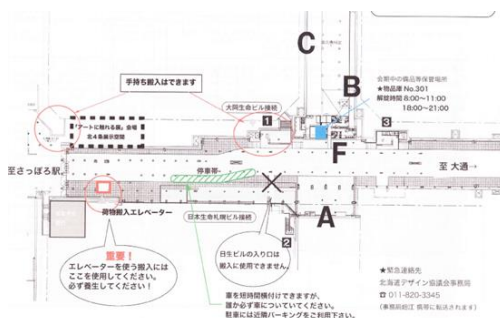 C
手持ち搬入はできます
大同生命ビル接続
B
会期中の備品等保管場所
★物品庫 No.301
解錠時間 8:00〜11:00
18:00〜21:00
「アートに触れる展」会場
北4条展示空間
1
3
F
至さっぽろ駅
停車帯
至 大通→
荷物搬入エレベーター
日本生命札幌ビル接続
A
重要!
エレベーターを使う搬入には
ここを使用してください。
必ず養生してください!
2
日生ビルの入り口は
搬入に使用できません。
車を短時間横付けできますが、
誰か必ず車についてください。
駐車には近隣パーキングをご利用下さい。
★緊急連絡先
北海道デザイン協議会事務局
☎ 011-820-3345